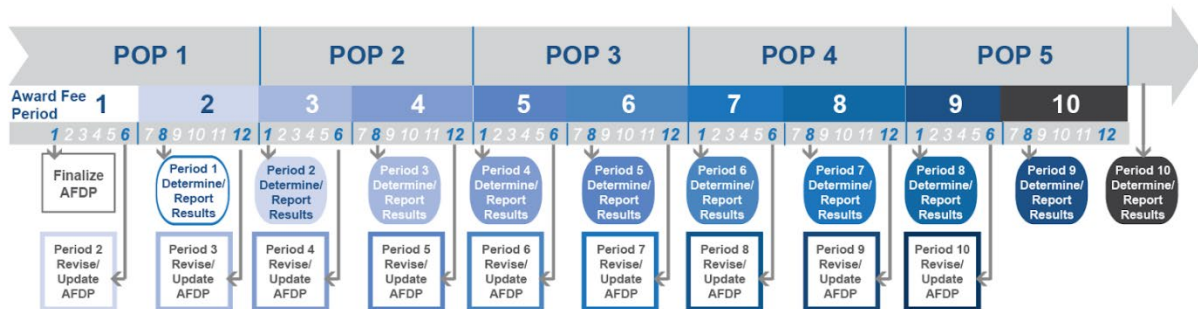 POP 1 POP 2 POP 3 POP 4 POP 5
Award Fee
Period 1 2 3 4 5 6 7 8 9 10
1 2 3 4 5 6 7 8 9 10 11 12 1 2 3 4 5 6 7 8 9 10 11 12 1 2 3 4 5 6 7 8 9 10 11 12 1 2 3 4 5 6 7 8 9 10 11 12 1 2 3 4 5 6 7 8 9 10 11 12
Finalize
AFDP
Period 1
Determine/
Report
Results
Period 2
Determine/
Report
Results
Period 3
Determine/
Report
Results
Period 4
Determine/
Report
Results
Period 5
Determine/
Report
Results
Period 6
Determine/
Report
Results
Period 7
Determine/
Report
Results
Period 8
Determine/
Report
Results
Period 9
Determine/
Report
Results
Period 10
Determine/
Report
Results
Period 2
Revise/
Update
AFDP
Period 3
Revise/
Update
AFDP
Period 4
Revise/
Update
AFDP
Period 5
Revise/
Update
AFDP
Period 6
Revise/
Update
AFDP
Period 7
Revise/
Update
AFDP
Period 8
Revise/
Update
AFDP
Period 9
Revise/
Update
AFDP
Period 10
Revise/
Update
AFDP